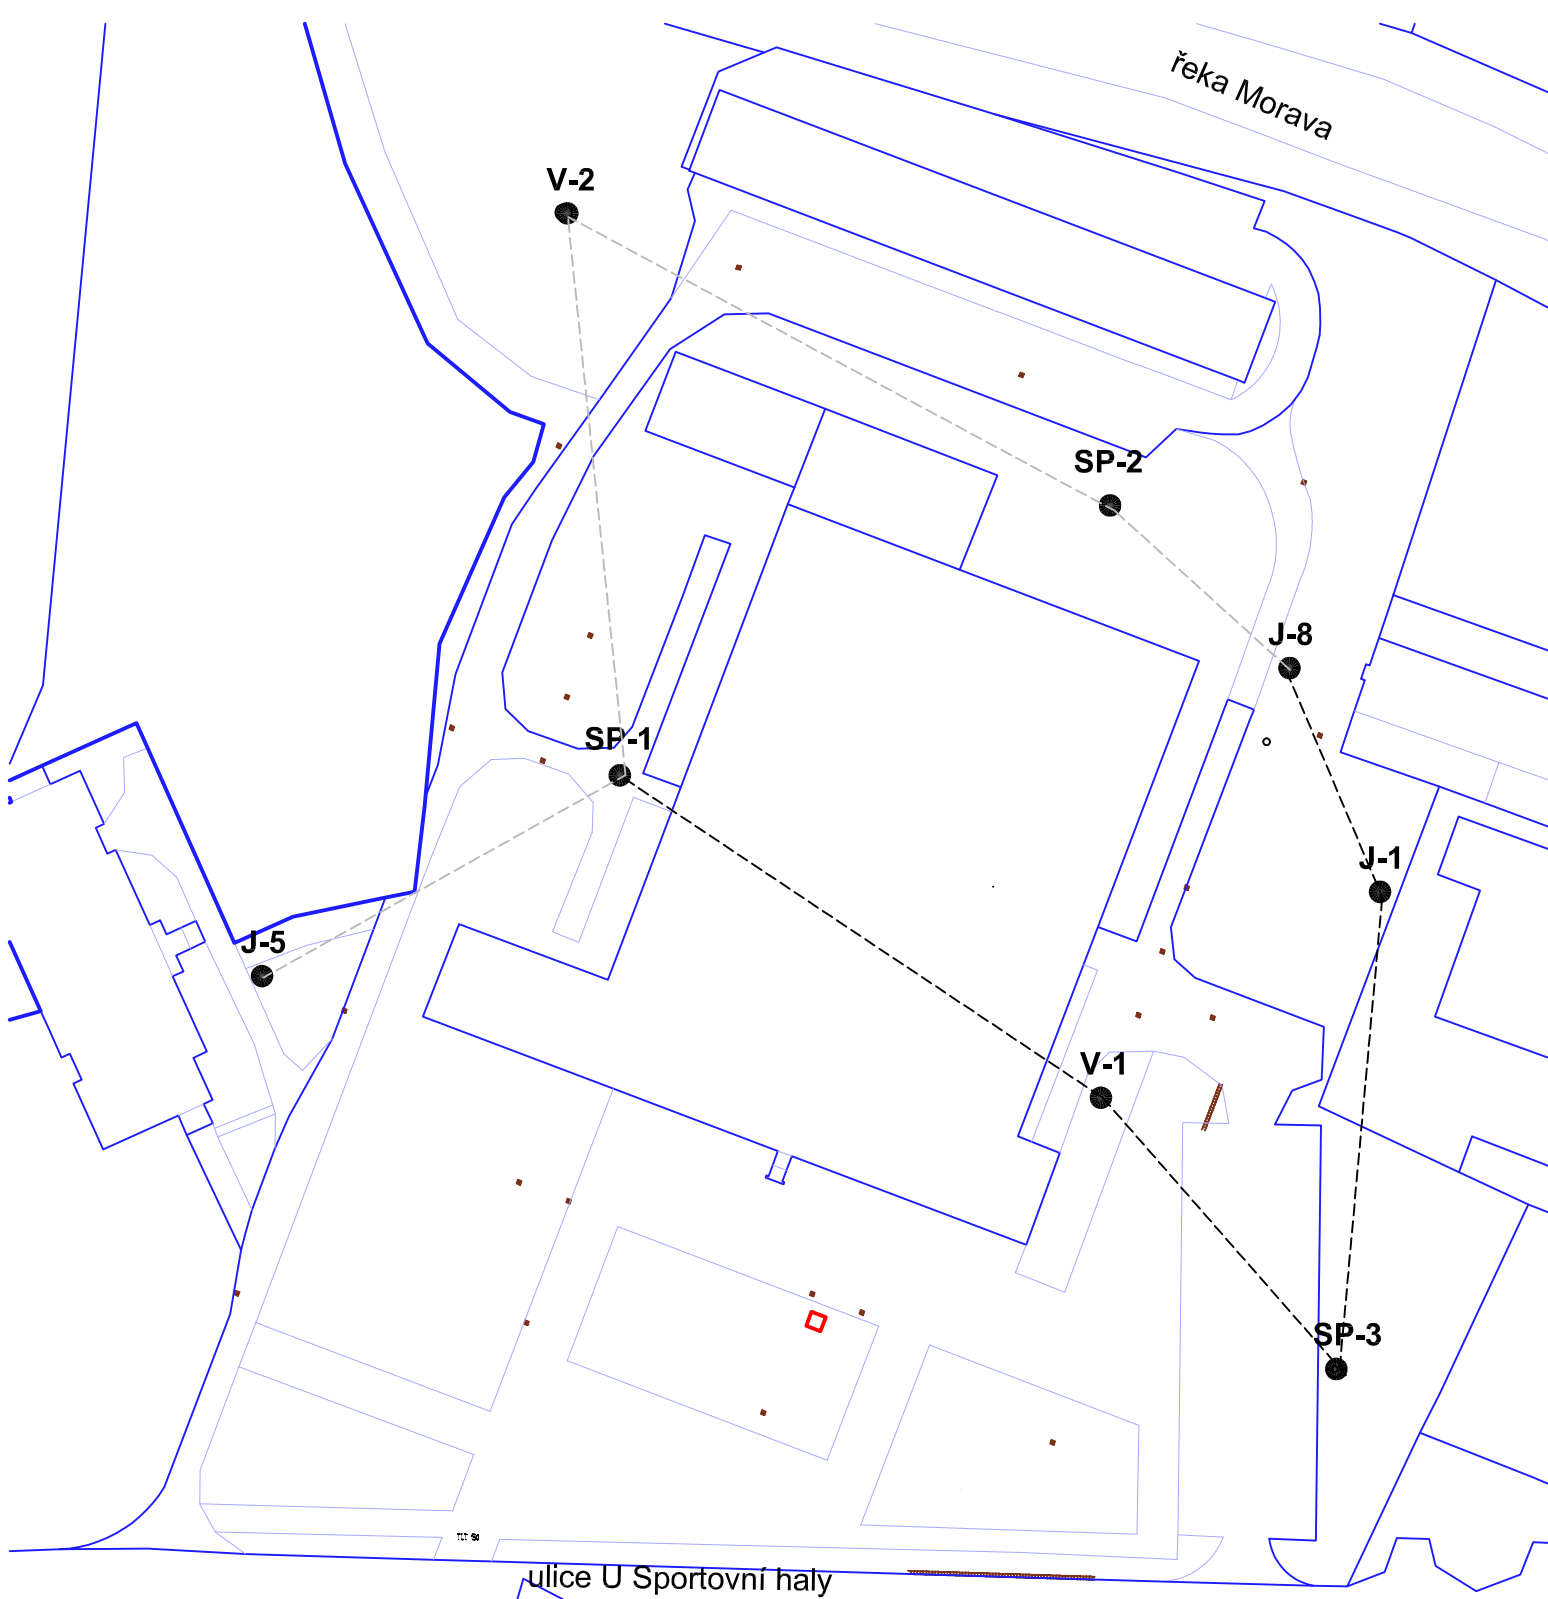 řeka Morava
V-2
SP-2
J-8
SP-1
J-1
J-5
V-1
SP-3
ulice U Sportovní haly